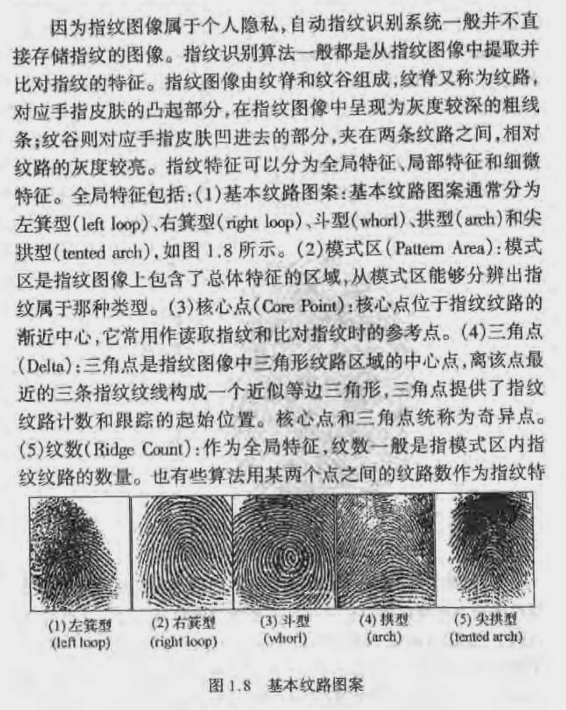 因为指纹图像属于个人隐私,自动指纹识别系统一般并不直
接存储指纹的图像。指纹识别算法一般都是从指纹图像中提取并
比对指纹的特征。指纹图像由纹脊和纹谷组成,纹脊又称为纹路,
对应手指皮肤的凸起部分,在指纹图像中呈现为灰度较深的粗线
条;纹谷则对应手指皮肤凹进去的部分,夹在两条纹路之间,相对
纹路的灰度较亮。指纹特征可以分为全局特征、局部特征和细微
特征。全局特征包括:(1)基本纹路图案:基本纹路图案通常分为
左箕型(left loop)、右箕型(right loop)、斗型(whorl)、拱型(arch)和尖
拱型(tented arch),如图 1.8 所示。(2)模式区(Pattern Area):模式
区是指纹图像上包含了总体特征的区域,从模式区能够分辨出指
纹属于那种类型。(3)核心点(Core Point):核心点位于指纹纹路的
渐近中心,它常用作读取指纹和比对指纹时的参考点。(4)三角点
(Delta):三角点是指纹图像中三角形纹路区域的中心点,离该点最
近的三条指纹纹线构成一个近似等边三角形,三角点提供了指纹
纹路计数和跟踪的起始位置。核心点和三角点统称为奇异点。
(5)纹数(Ridge Count):作为全局特征,纹数一般是指模式区内指
纹纹路的数量。也有些算法用某两个点之间的纹路数作为指纹特
(1)左箕型 (2)右箕型 (3)斗型 (4)拱型 (5)尖拱型
(left loop) (right loop) (whorl) (arch) (tented arch)
图 1.8 基本纹路图案